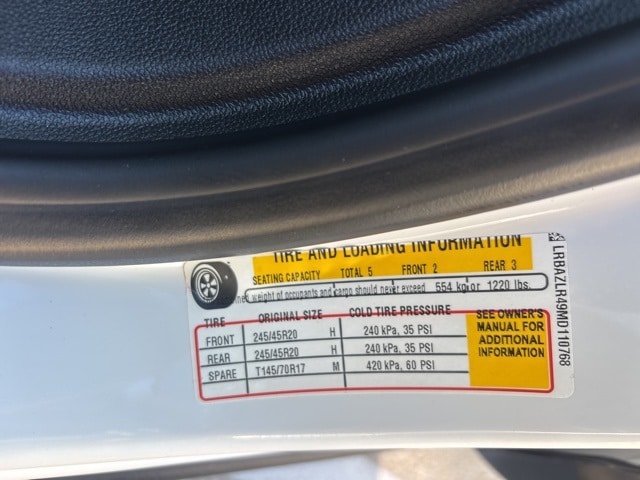 TIRE AND LOADING INFORMATION
SEATING CAPACITY TOTAL 5 FRONT 2 REAR 3
weight of occupants and cargo should never exceed 554 kg or 1220 lbs.
TIRE ORIGINAL SIZE COLD TIRE PRESSURE
FRONT 245/45R20 H 240 kPa, 35 PSI
REAR 245/45R20 H 240 kPa, 35 PSI
SPARE T145/70R17 M 420 kPa, 60 PSI
SEE OWNER'S
MANUAL FOR
ADDITIONAL
INFORMATION